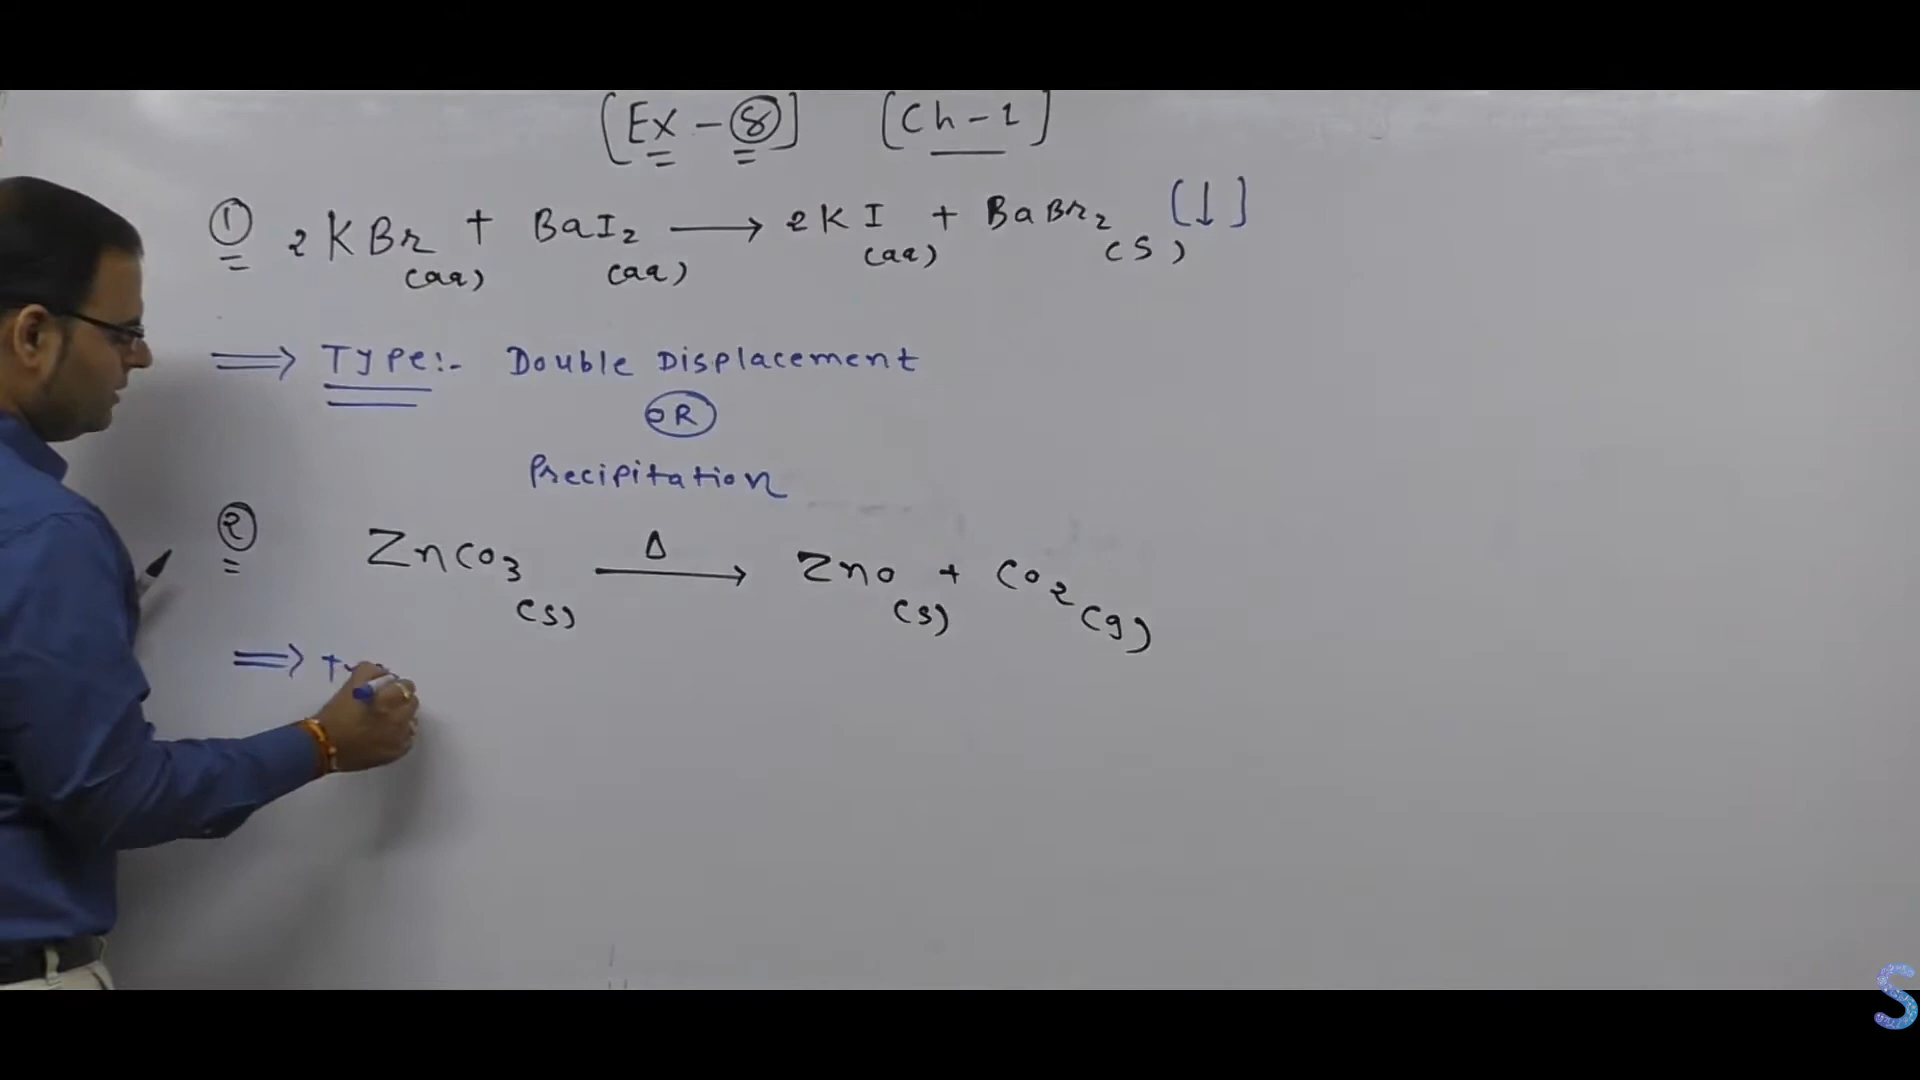 [Ex - 8] [Ch - 1]
① 2KBr(aq) + BaI₂(aq) ⟶ 2KI(aq) + BaBr₂(s) [↓]
⟹ Type:- Double Displacement
OR
Precipitation
② ZnCO₃(s) —Δ→ ZnO(s) + CO₂(g)
⟹
S